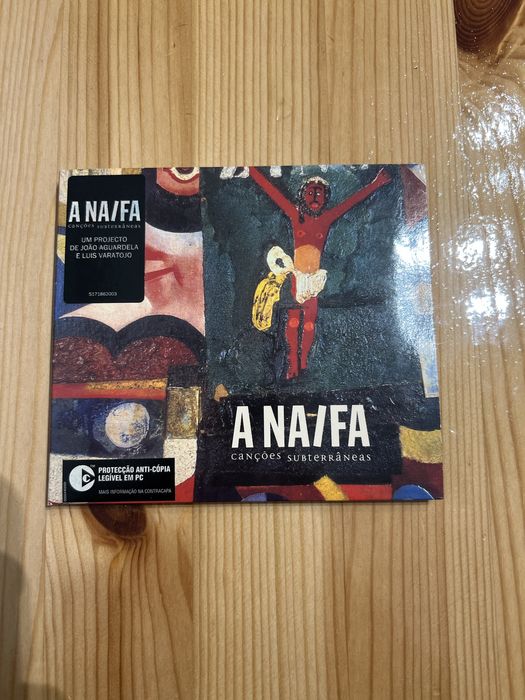 A NAIFA
canções subterrâneas
UM PROJECTO
DE JOÃO AGUARDELA
E LUIS VARATOJO
A NAIFA
canções subterrâneas
PROTECÇÃO ANTI-CÓPIA
LEGÍVEL EM PC
MAIS INFORMAÇÃO NA CONTRACAPA